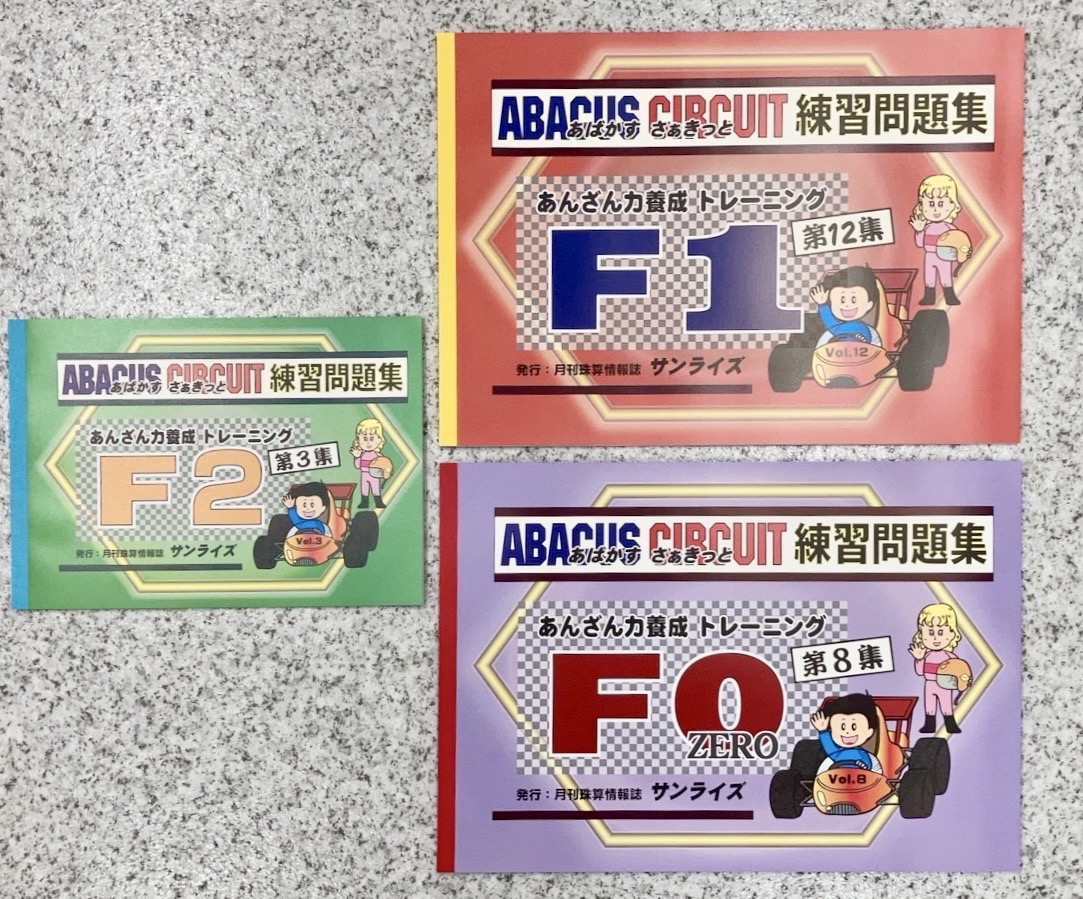 ABACUS CIRCUIT 練習問題集
あばかす さぁきっと
あんざん力養成 トレーニング
F1
第12集
Vol.12
発行：月刊珠算情報誌 サンライズ
ABACUS CIRCUIT 練習問題集
あばかす さぁきっと
あんざん力養成 トレーニング
F2
第3集
Vol.3
発行：月刊珠算情報誌 サンライズ
ABACUS CIRCUIT 練習問題集
あばかす さぁきっと
あんざん力養成 トレーニング
F0
ZERO
第8集
Vol.8
発行：月刊珠算情報誌 サンライズ